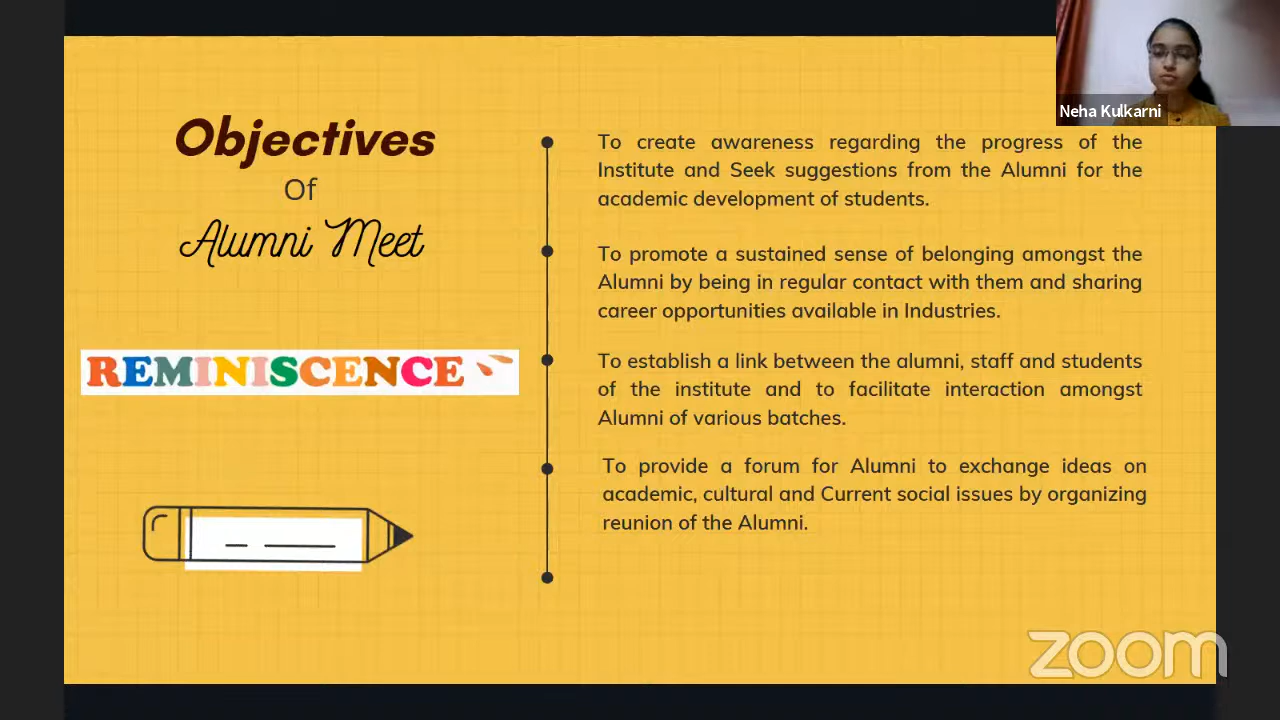 Objectives
Of
Alumni Meet
REMINISCENCE
To create awareness regarding the progress of the
Institute and Seek suggestions from the Alumni for the
academic development of students.
To promote a sustained sense of belonging amongst the
Alumni by being in regular contact with them and sharing
career opportunities available in Industries.
To establish a link between the alumni, staff and students
of the institute and to facilitate interaction amongst
Alumni of various batches.
To provide a forum for Alumni to exchange ideas on
academic, cultural and Current social issues by organizing
reunion of the Alumni.
Neha Kulkarni
zoom